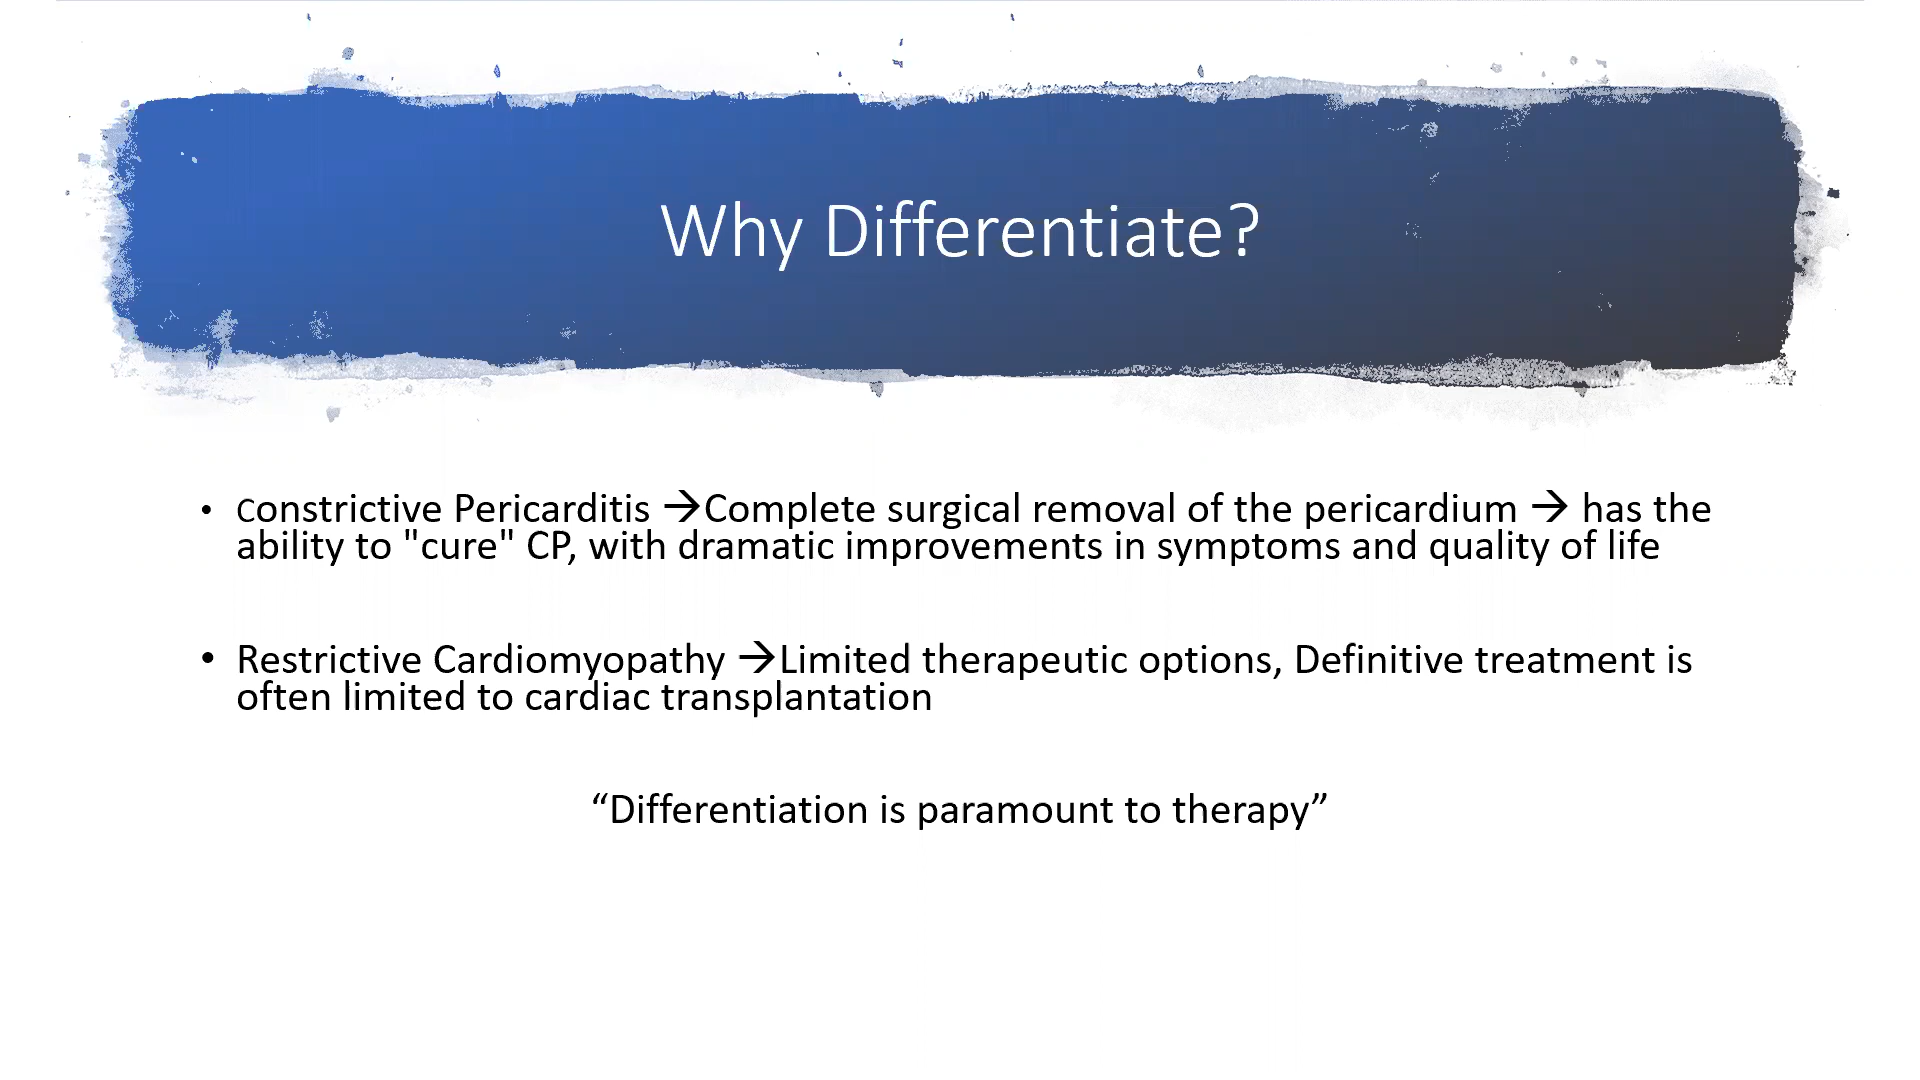 Why Differentiate?
• Constrictive Pericarditis →Complete surgical removal of the pericardium → has the
ability to "cure" CP, with dramatic improvements in symptoms and quality of life
• Restrictive Cardiomyopathy →Limited therapeutic options, Definitive treatment is
often limited to cardiac transplantation
“Differentiation is paramount to therapy”